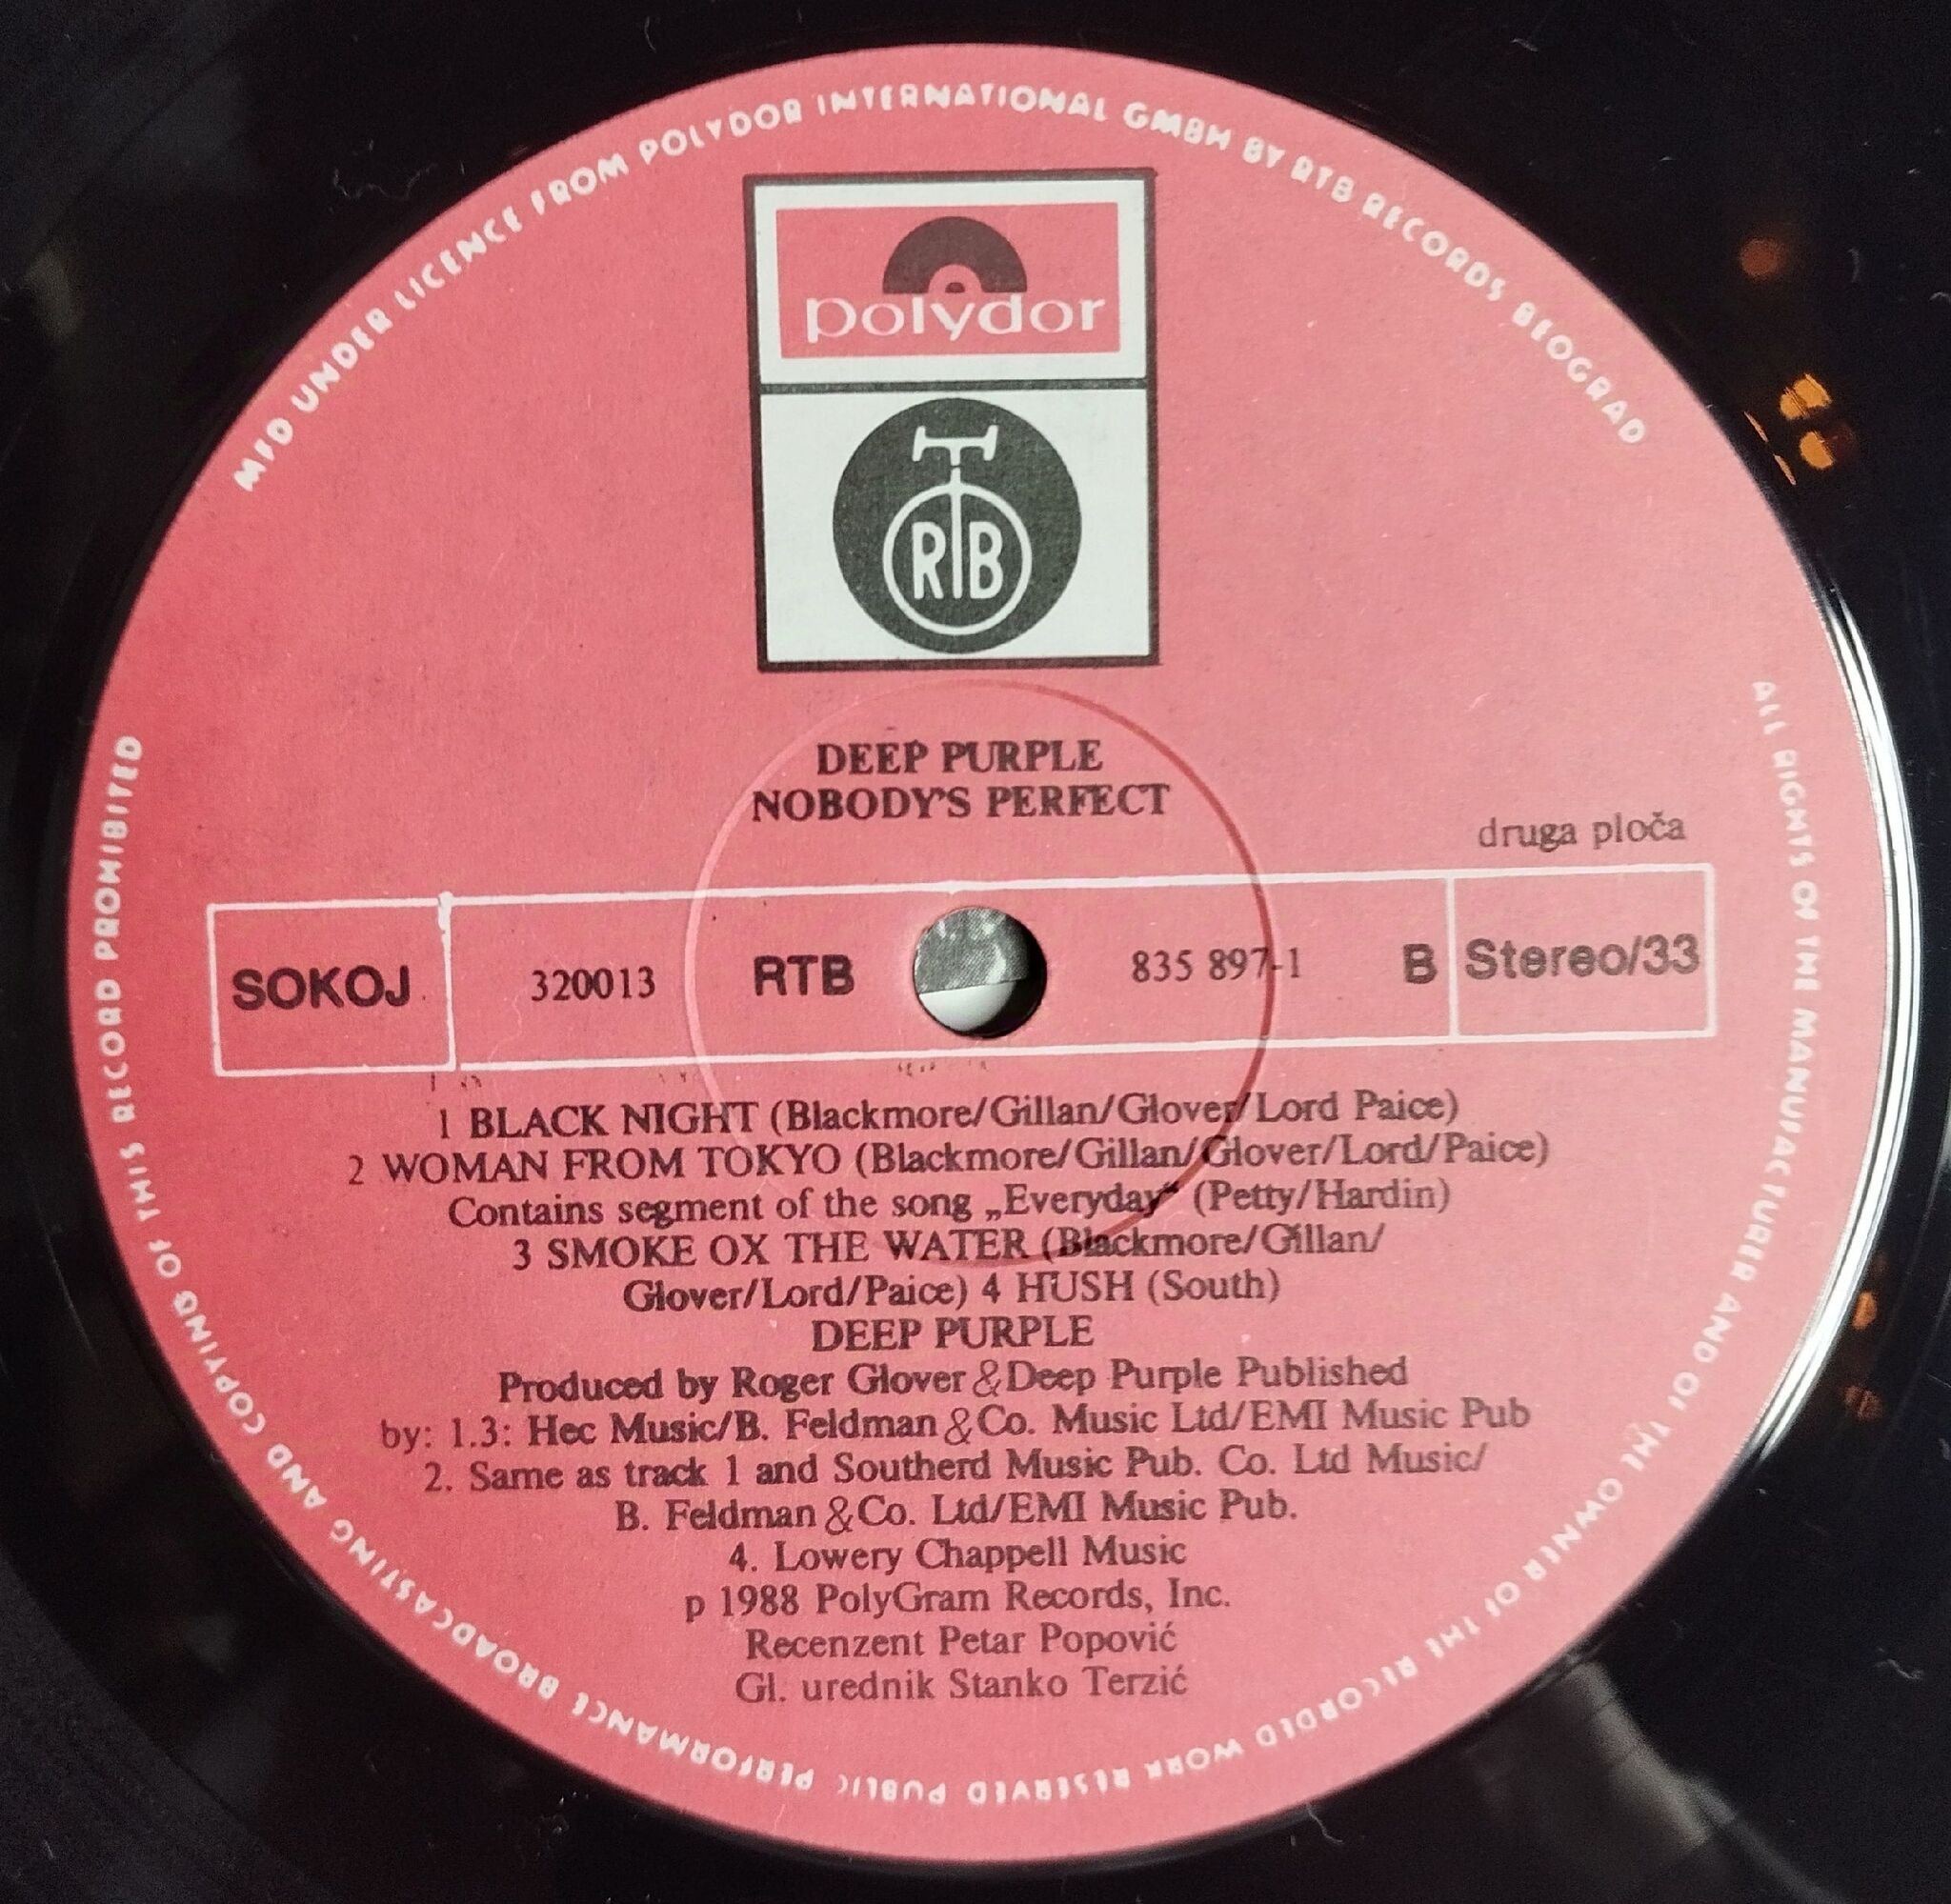 MFD UNDER LICENCE FROM POLYDOR INTERNATIONAL GMBH BY RTB RECORDS BEOGRAD
polydor
RTB
DEEP PURPLE
NOBODY'S PERFECT
druga ploča
SOKOJ 320013 RTB 835 897-1 B Stereo/33
1 BLACK NIGHT (Blackmore/Gillan/Glover/Lord Paice)
2 WOMAN FROM TOKYO (Blackmore/Gillan/Glover/Lord/Paice)
Contains segment of the song „Everyday“ (Petty/Hardin)
3 SMOKE OX THE WATER (Blackmore/Gillan/
Glover/Lord/Paice) 4 HUSH (South)
DEEP PURPLE
Produced by Roger Glover & Deep Purple Published
by: 1.3: Hec Music/B. Feldman & Co. Music Ltd/EMI Music Pub
2. Same as track 1 and Southerd Music Pub. Co. Ltd Music/
B. Feldman & Co. Ltd/EMI Music Pub.
4. Lowery Chappell Music
p 1988 PolyGram Records, Inc.
Recenzent Petar Popović
Gl. urednik Stanko Terzić
ALL RIGHTS OF THE MANUFACTURER AND OF THE OWNER OF THE RECORDED WORK RESERVED PUBLIC PERFORMANCE BROADCASTING AND COPYING OF THIS RECORD PROHIBITED